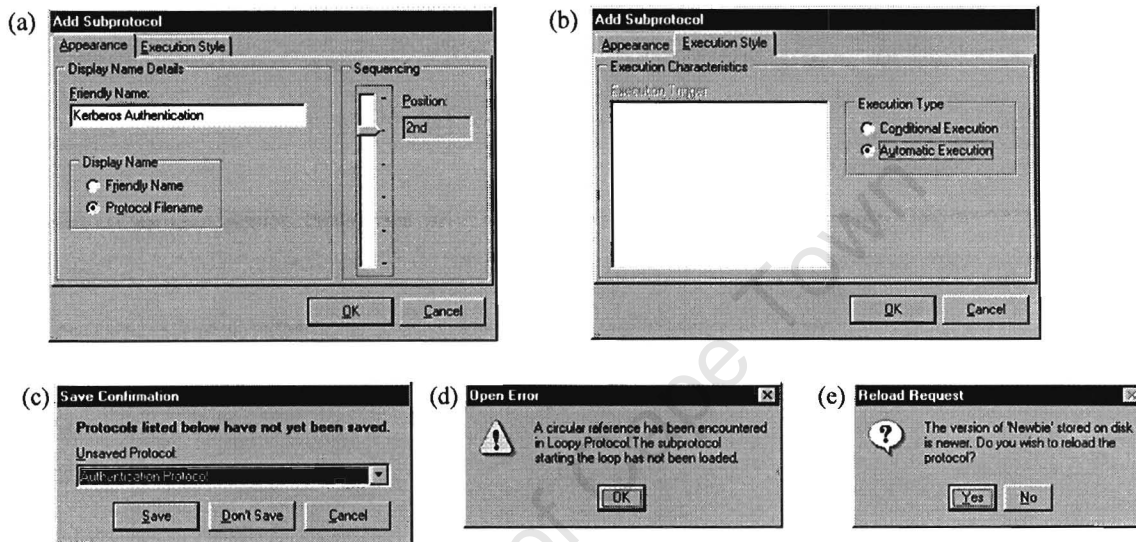 (a)
Add Subprotocol
Appearance
Execution Style
Display Name Details
Friendly Name:
Kerberos Authentication
Display Name
Friendly Name
Protocol Filename
Sequencing
Position:
2nd
OK
Cancel
(b)
Add Subprotocol
Appearance
Execution Style
Execution Characteristics
Execution Trigger
Execution Type
Conditional Execution
Automatic Execution
OK
Cancel
(c)
Save Confirmation
Protocols listed below have not yet been saved.
Unsaved Protocol:
Authentication Protocol
Save
Don't Save
Cancel
(d)
Open Error
A circular reference has been encountered
in Loopy Protocol.The subprotocol
starting the loop has not been loaded.
OK
(e)
Reload Request
The version of 'Newbie' stored on disk
is newer. Do you wish to reload the
protocol?
Yes
No
of Cape Town